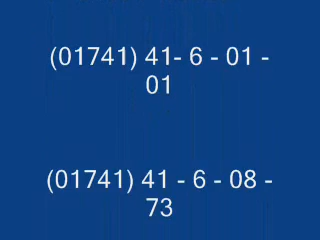 (01741) 41- 6 - 01 -
01
(01741) 41 - 6 - 08 -
73